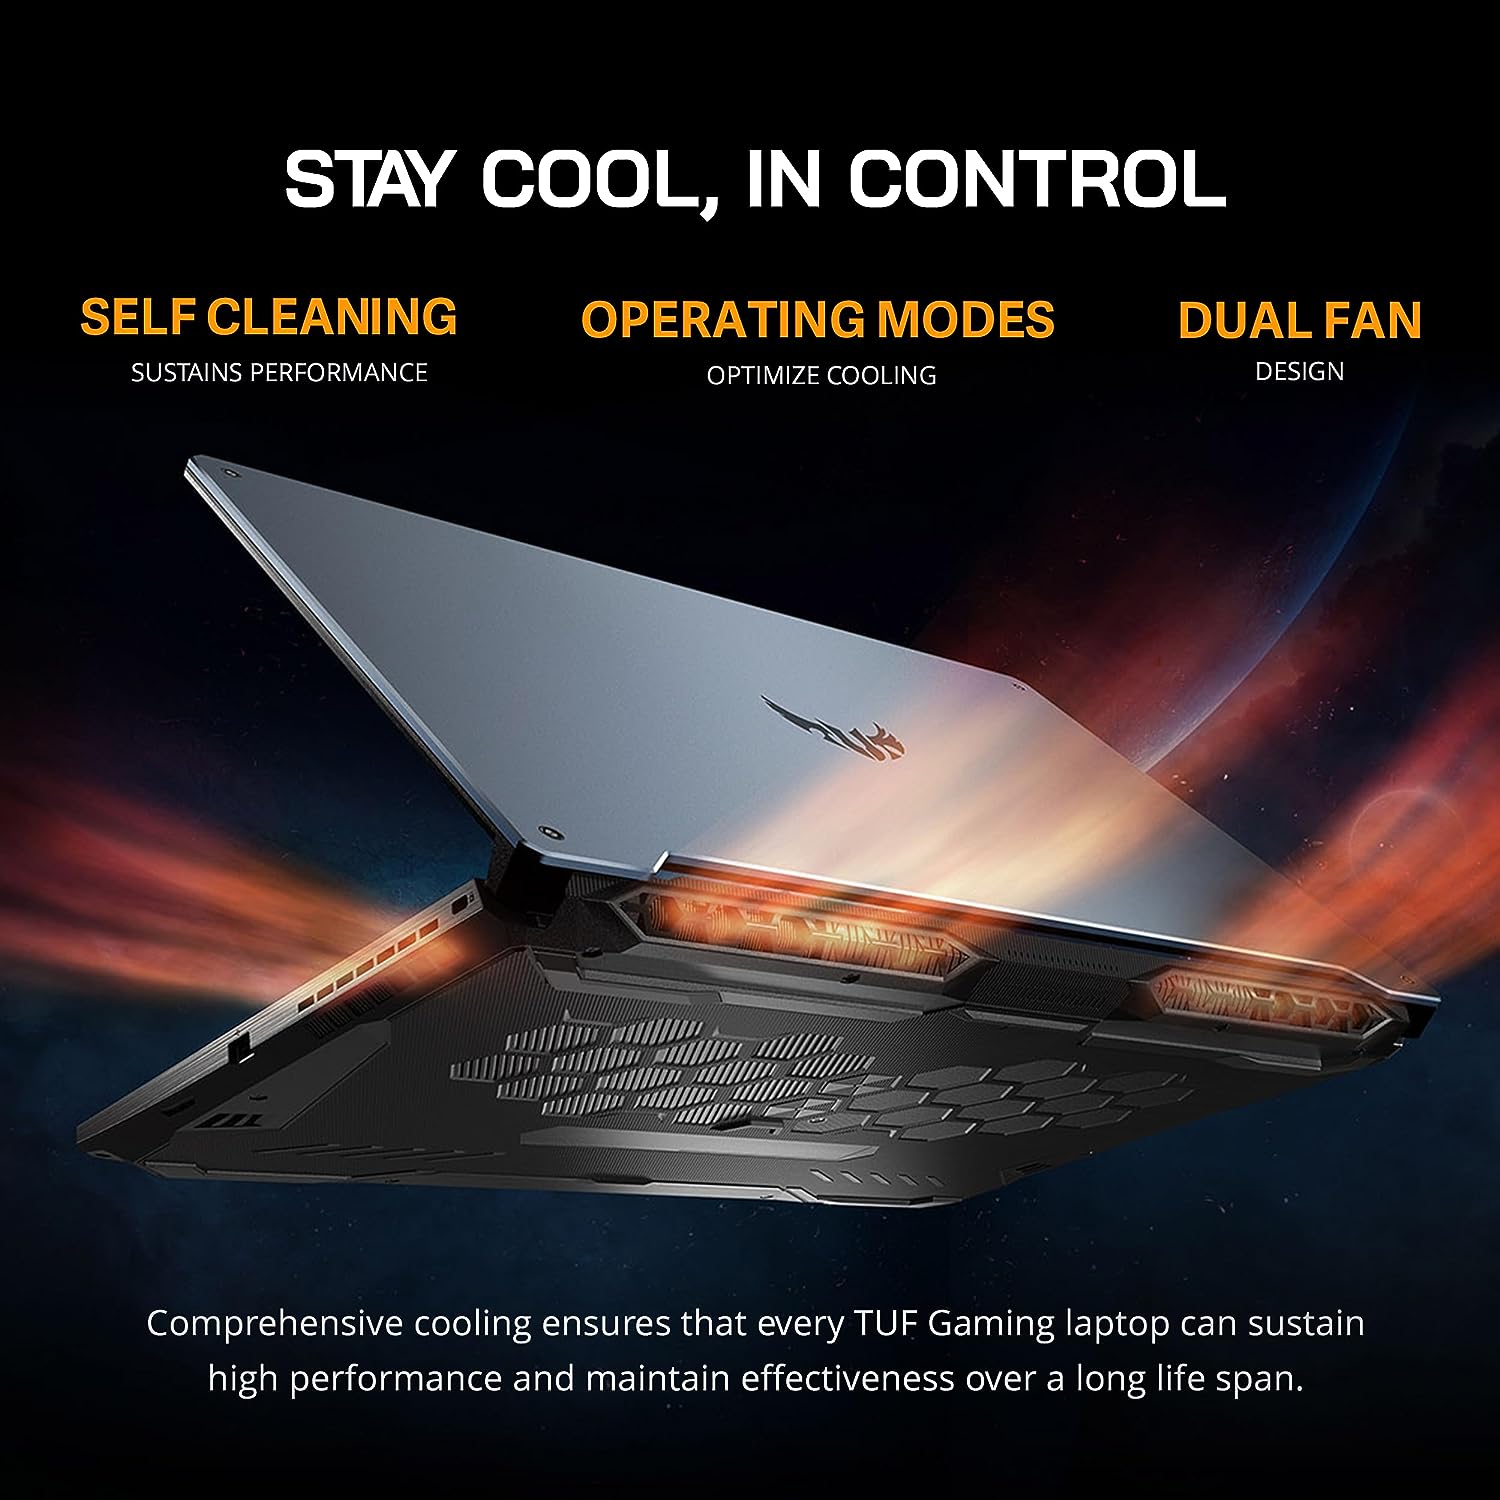 STAY COOL, IN CONTROL
SELF CLEANING
SUSTAINS PERFORMANCE
OPERATING MODES
OPTIMIZE COOLING
DUAL FAN
DESIGN
Comprehensive cooling ensures that every TUF Gaming laptop can sustain
high performance and maintain effectiveness over a long life span.